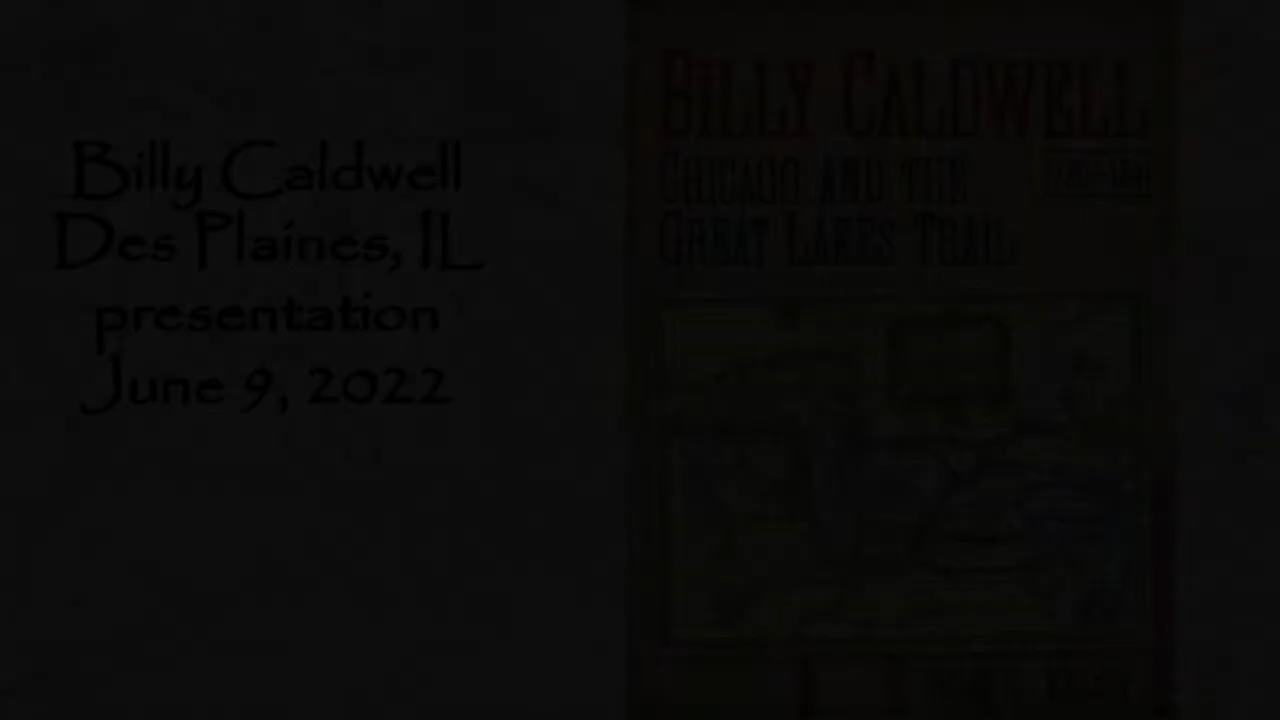 Billy Caldwell
Des Plaines, IL
presentation
June 9, 2022
BILLY CALDWELL
CHICAGO AND THE
GREAT LAKES TRAIL